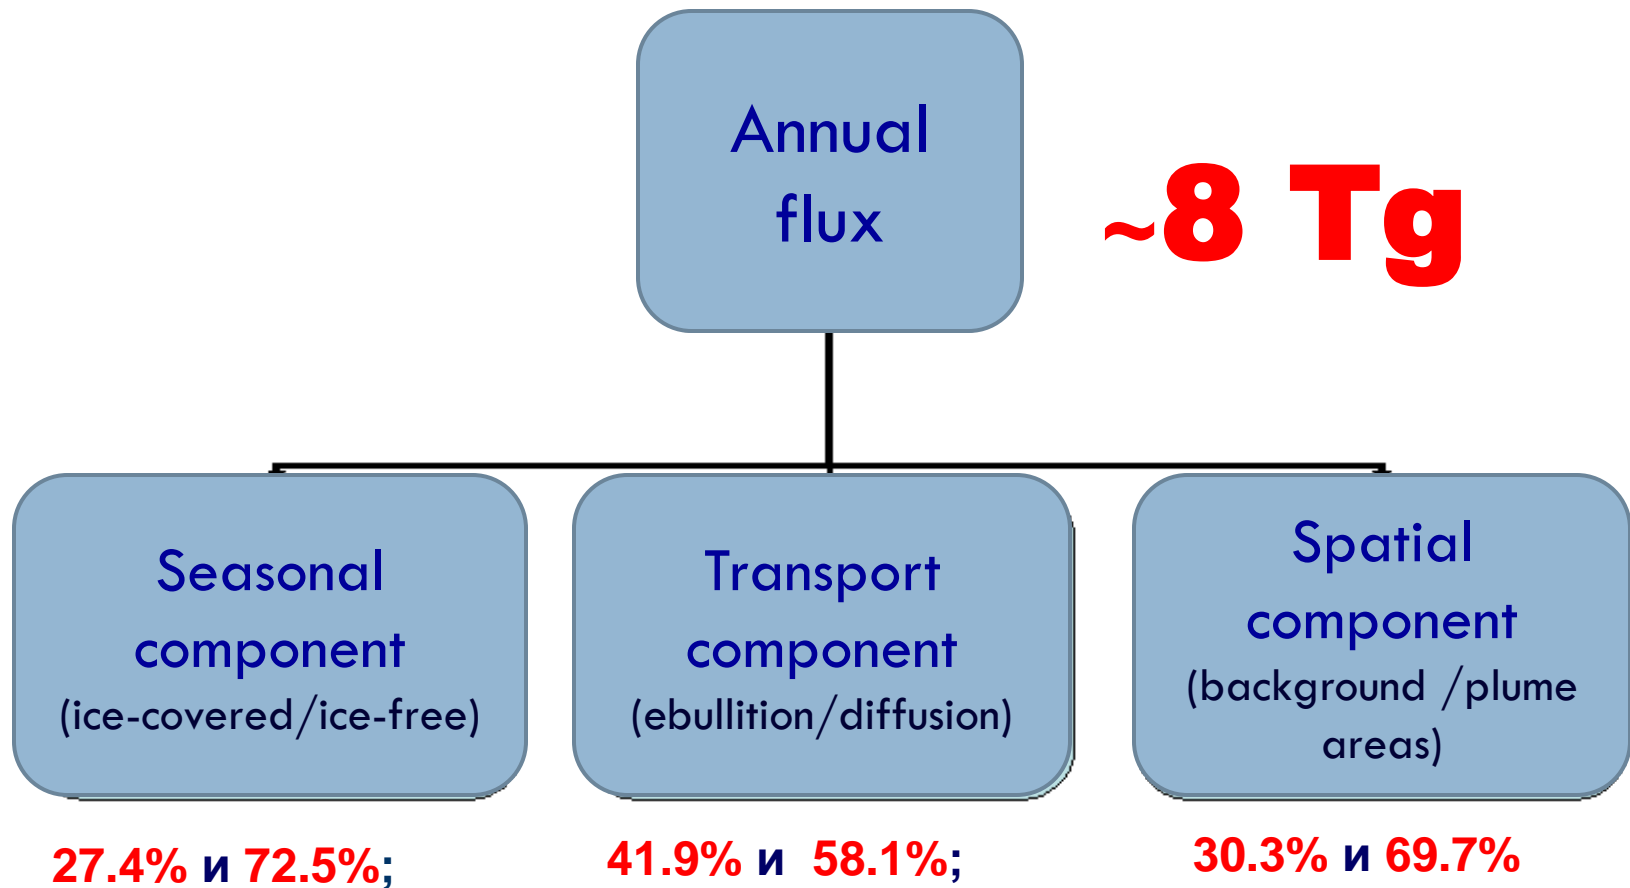 Annual
flux
~8 Tg
Seasonal
component
(ice-covered/ice-free)
27.4% и 72.5%;
Transport
component
(ebullition/diffusion)
41.9% и 58.1%;
Spatial
component
(background /plume
areas)
30.3% и 69.7%